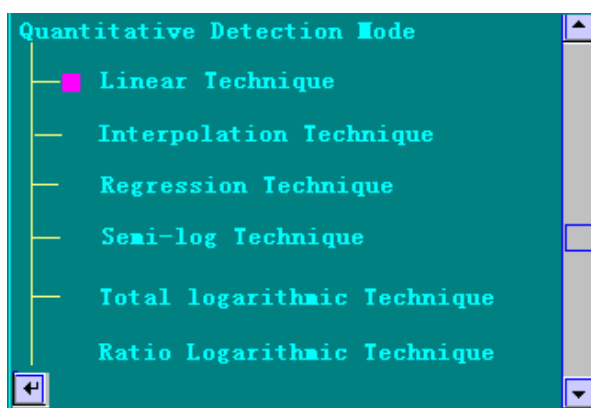 Quantitative Detection Mode
Linear Technique
Interpolation Technique
Regression Technique
Semi-log Technique
Total logarithmic Technique
Ratio Logarithmic Technique